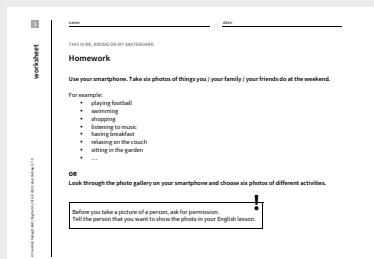 name
date
THIS IS ME, RIDING ON MY SKATEBOARD
worksheet
Homework
Use your smartphone. Take six photos of things you / your family / your friends do at the weekend.
For example:
• playing football
• swimming
• shopping
• listening to music
• having breakfast
• relaxing on the couch
• sitting in the garden
• …
OR
Look through the photo gallery on your smartphone and choose six photos of different activities.
!
Before you take a picture of a person, ask for permission.
Tell the person that you want to show the photo in your English lesson.